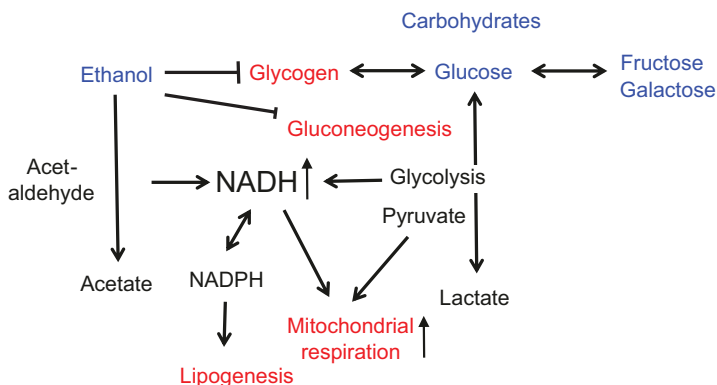 Carbohydrates
Ethanol
Glycogen
Glucose
Fructose
Galactose
Gluconeogenesis
Acet-
aldehyde
NADH
Glycolysis
Pyruvate
Acetate
NADPH
Lactate
Mitochondrial
respiration
Lipogenesis